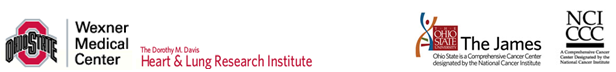 OHIO STATE
Wexner
Medical
Center
The Dorothy M. Davis
Heart & Lung Research Institute
THE
OHIO
STATE
UNIVERSITY
The James
Ohio State is a Comprehensive Cancer Center
designated by the National Cancer Institute
NCI
CCC
A Comprehensive Cancer
Center Designated by the
National Cancer Institute